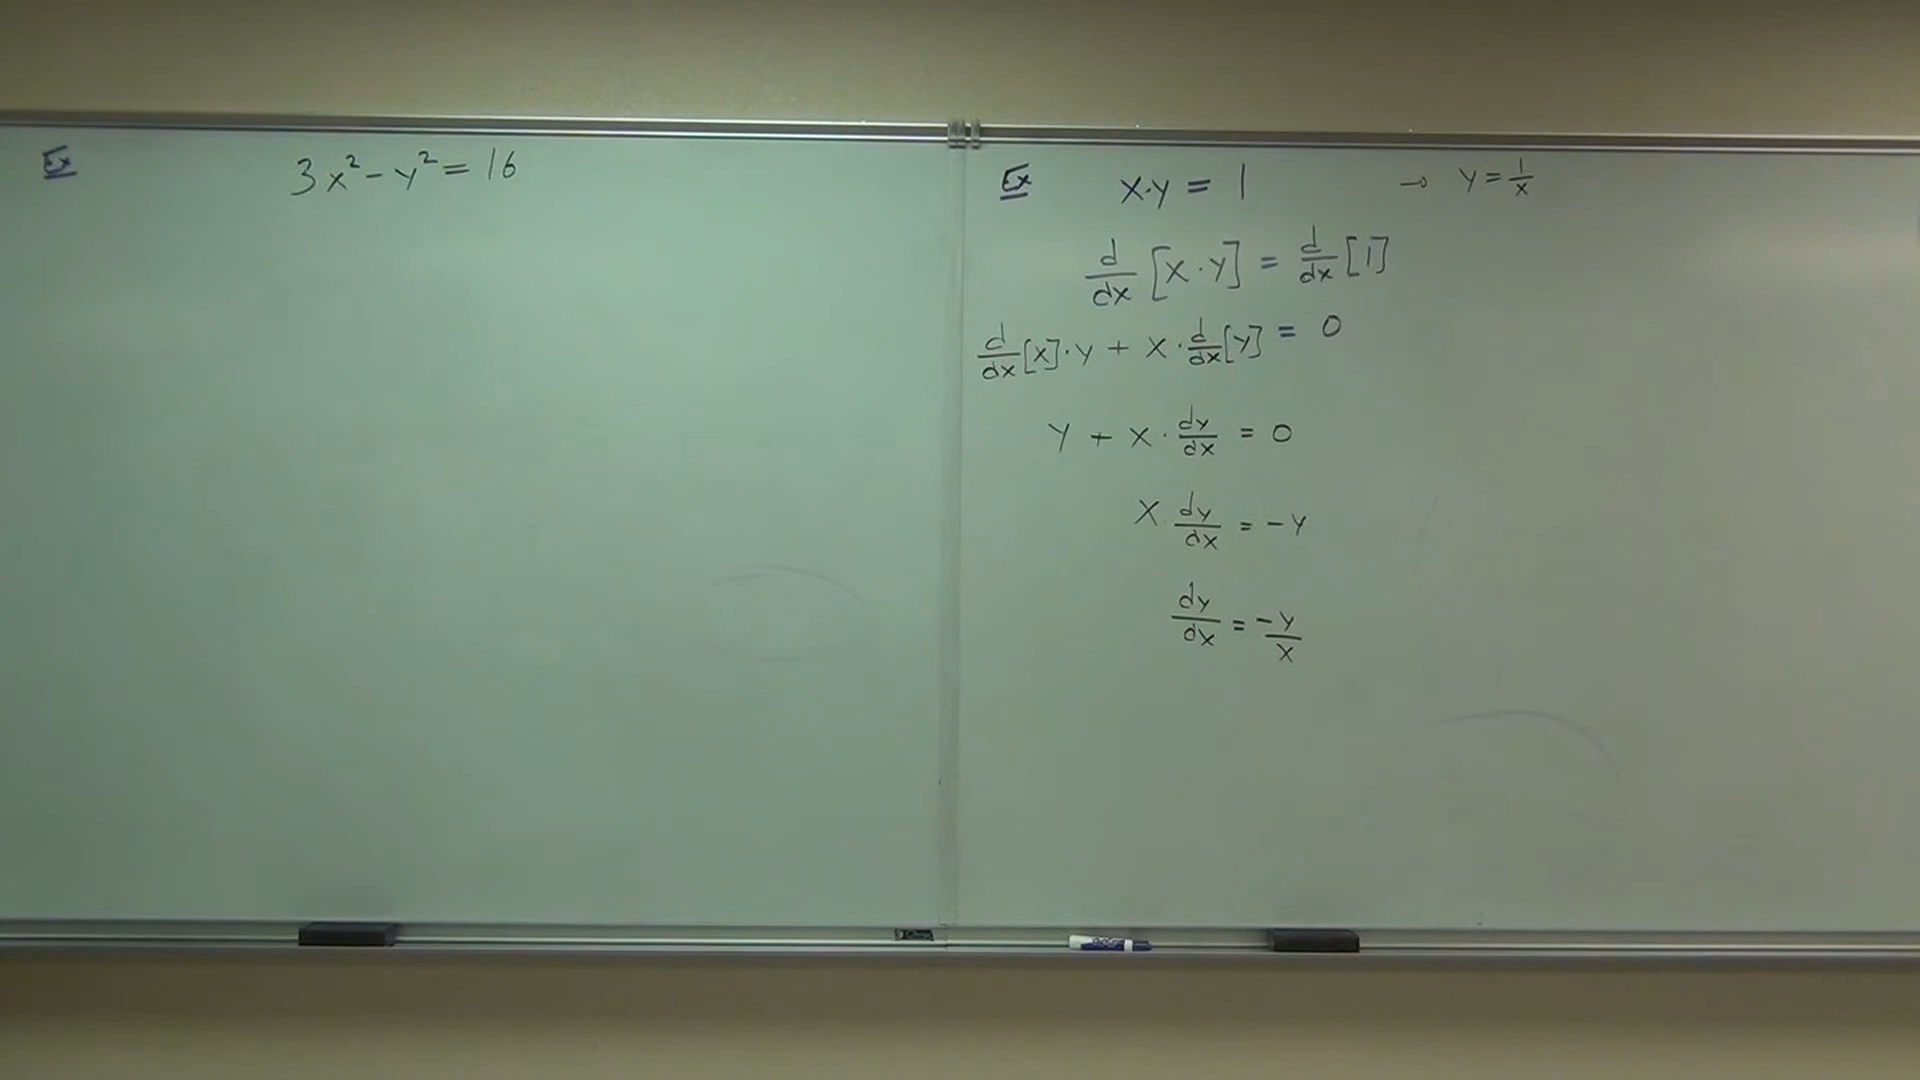 Ex 3x² - y² = 16
Ex x·y = 1 → y = 1/x
d/dx [x·y] = d/dx [1]
d/dx [x]·y + x·d/dx [y] = 0
y + x·dy/dx = 0
x·dy/dx = -y
dy/dx = -y/x